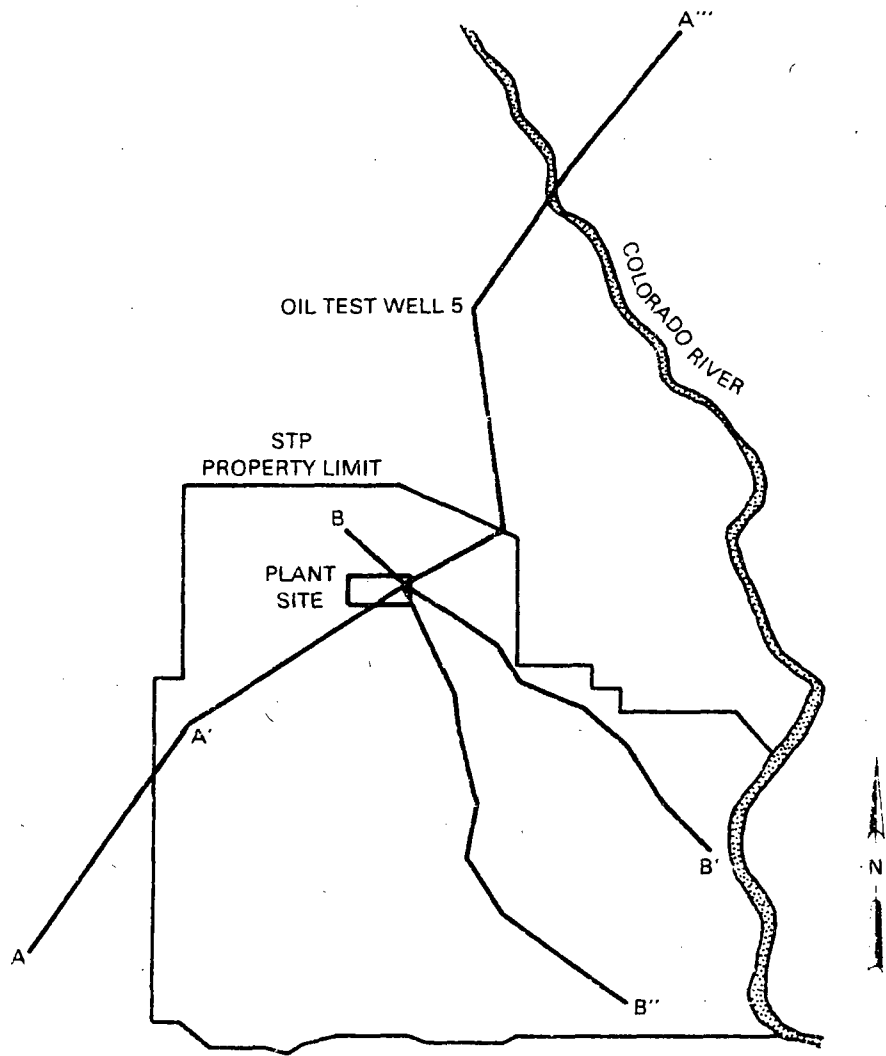 A'''
COLORADO RIVER
OIL TEST WELL 5
STP
PROPERTY LIMIT
B
PLANT
SITE
A'
B'
N
A
B''